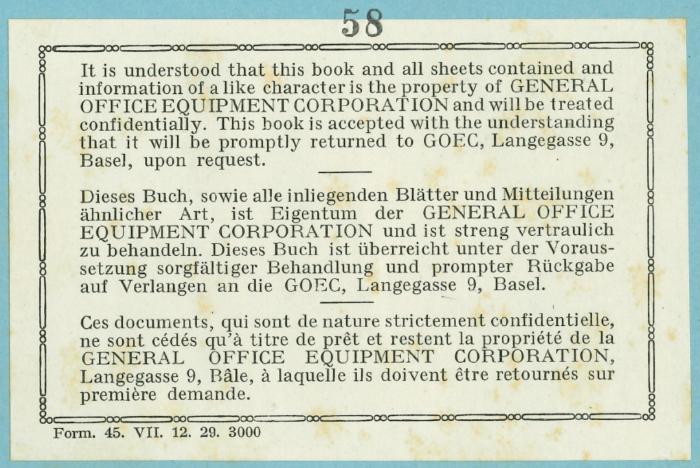 58
It is understood that this book and all sheets contained and
information of a like character is the property of GENERAL
OFFICE EQUIPMENT CORPORATION and will be treated
confidentially. This book is accepted with the understanding
that it will be promptly returned to GOEC, Langegasse 9,
Basel, upon request.
Dieses Buch, sowie alle inliegenden Blätter und Mitteilungen
ähnlicher Art, ist Eigentum der GENERAL OFFICE
EQUIPMENT CORPORATION und ist streng vertraulich
zu behandeln. Dieses Buch ist überreicht unter der Voraus-
setzung sorgfältiger Behandlung und prompter Rückgabe
auf Verlangen an die GOEC, Langegasse 9, Basel.
Ces documents, qui sont de nature strictement confidentielle,
ne sont cédés qu'à titre de prêt et restent la propriété de la
GENERAL OFFICE EQUIPMENT CORPORATION,
Langegasse 9, Bâle, à laquelle ils doivent être retournés sur
première demande.
Form. 45. VII. 12. 29. 3000